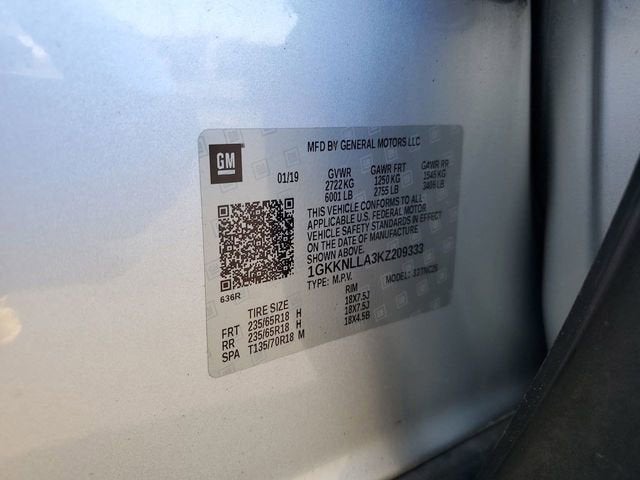 GM
MFD BY GENERAL MOTORS LLC
01/19
GVWR GAWR FRT GAWR RR
2722 KG 1250 KG 1545 KG
6001 LB 2755 LB 3406 LB
THIS VEHICLE CONFORMS TO ALL
APPLICABLE U.S. FEDERAL MOTOR
VEHICLE SAFETY STANDARDS IN EFFECT
ON THE DATE OF MANUFACTURE
1GKKNLLA3KZ209333
TYPE: M.P.V. MODEL:
636R
TIRE SIZE RIM
FRT 235/65R18 H 18X7.5J
RR 235/65R18 H 18X7.5J
SPA T135/70R18 M 18X4.5B